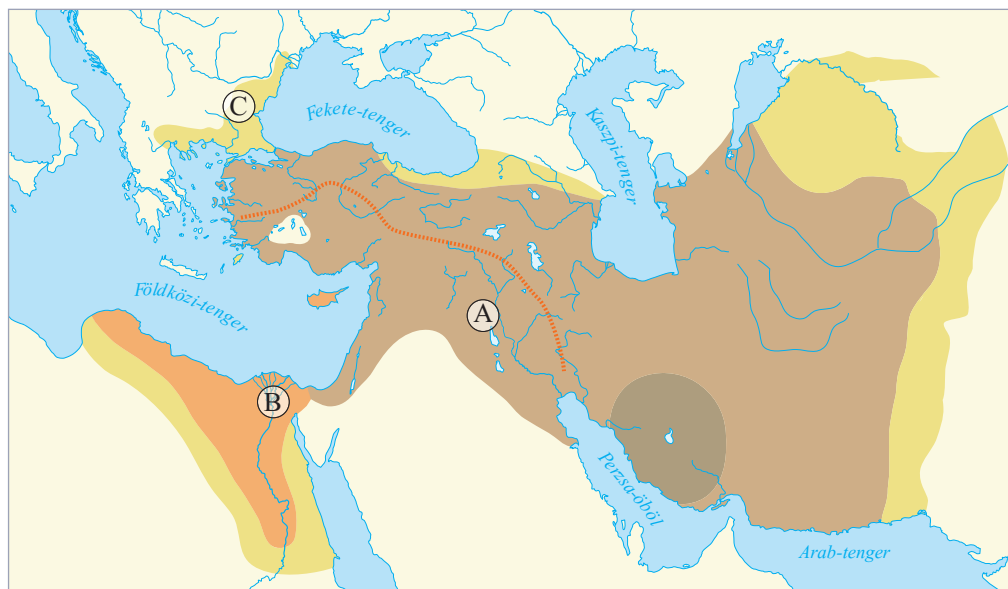 C
Fekete-tenger
Kaszpi-tenger
Földközi-tenger
A
B
Perzsa-öböl
Arab-tenger